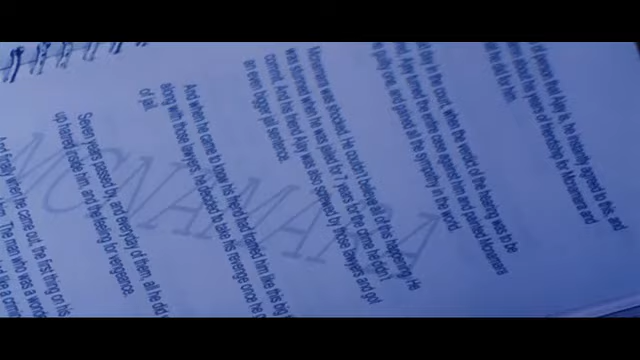 of person that Ajay is, he instantly agreed to this, and
about his years of friendship for Mcnamara and
he did for him
day in the court, when the verdict of the hearing was to be
Ajay turned the entire case against him and painted Mcnamara
guilty one, and gained all the sympathy in the world
Mcnamara was shocked. He couldn't believe all of this happening. He
was stunned when he was jailed for 7 years for the crime he didn't
commit. And his friend Ajay was also by those lawyers and got
an even bigger jail sentence.
And when he came to know his friend had framed him like this big
along with those lawyers, he decided to take his revenge once he
of jail.
Seven years passed by, and everyday of them, all he did
up hatred inside him and the feeling for vengeance.
And finally when he came out, the first thing on his
The man who was a
like a
MCNAMARA